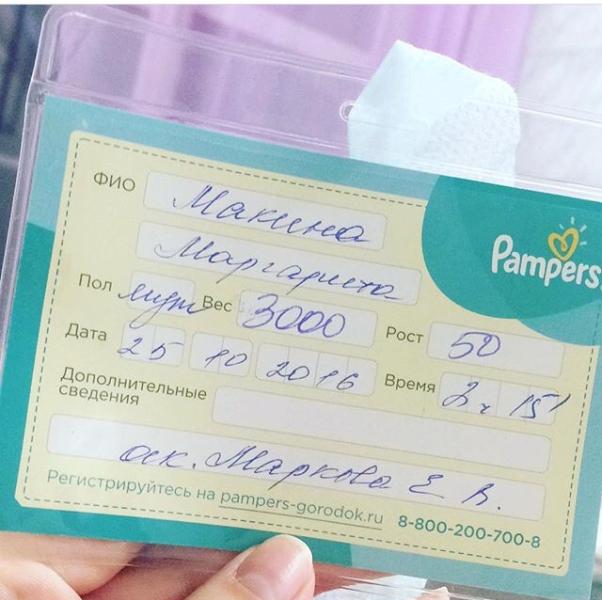 ФИО Макина
Маргарита
Pampers
Пол муж Вес 3000 Рост 50
Дата 25 10 2016 Время 2ч 15'
Дополнительные
сведения
ак. Маркова Е В.
Регистрируйтесь на pampers-gorodok.ru 8-800-200-700-8